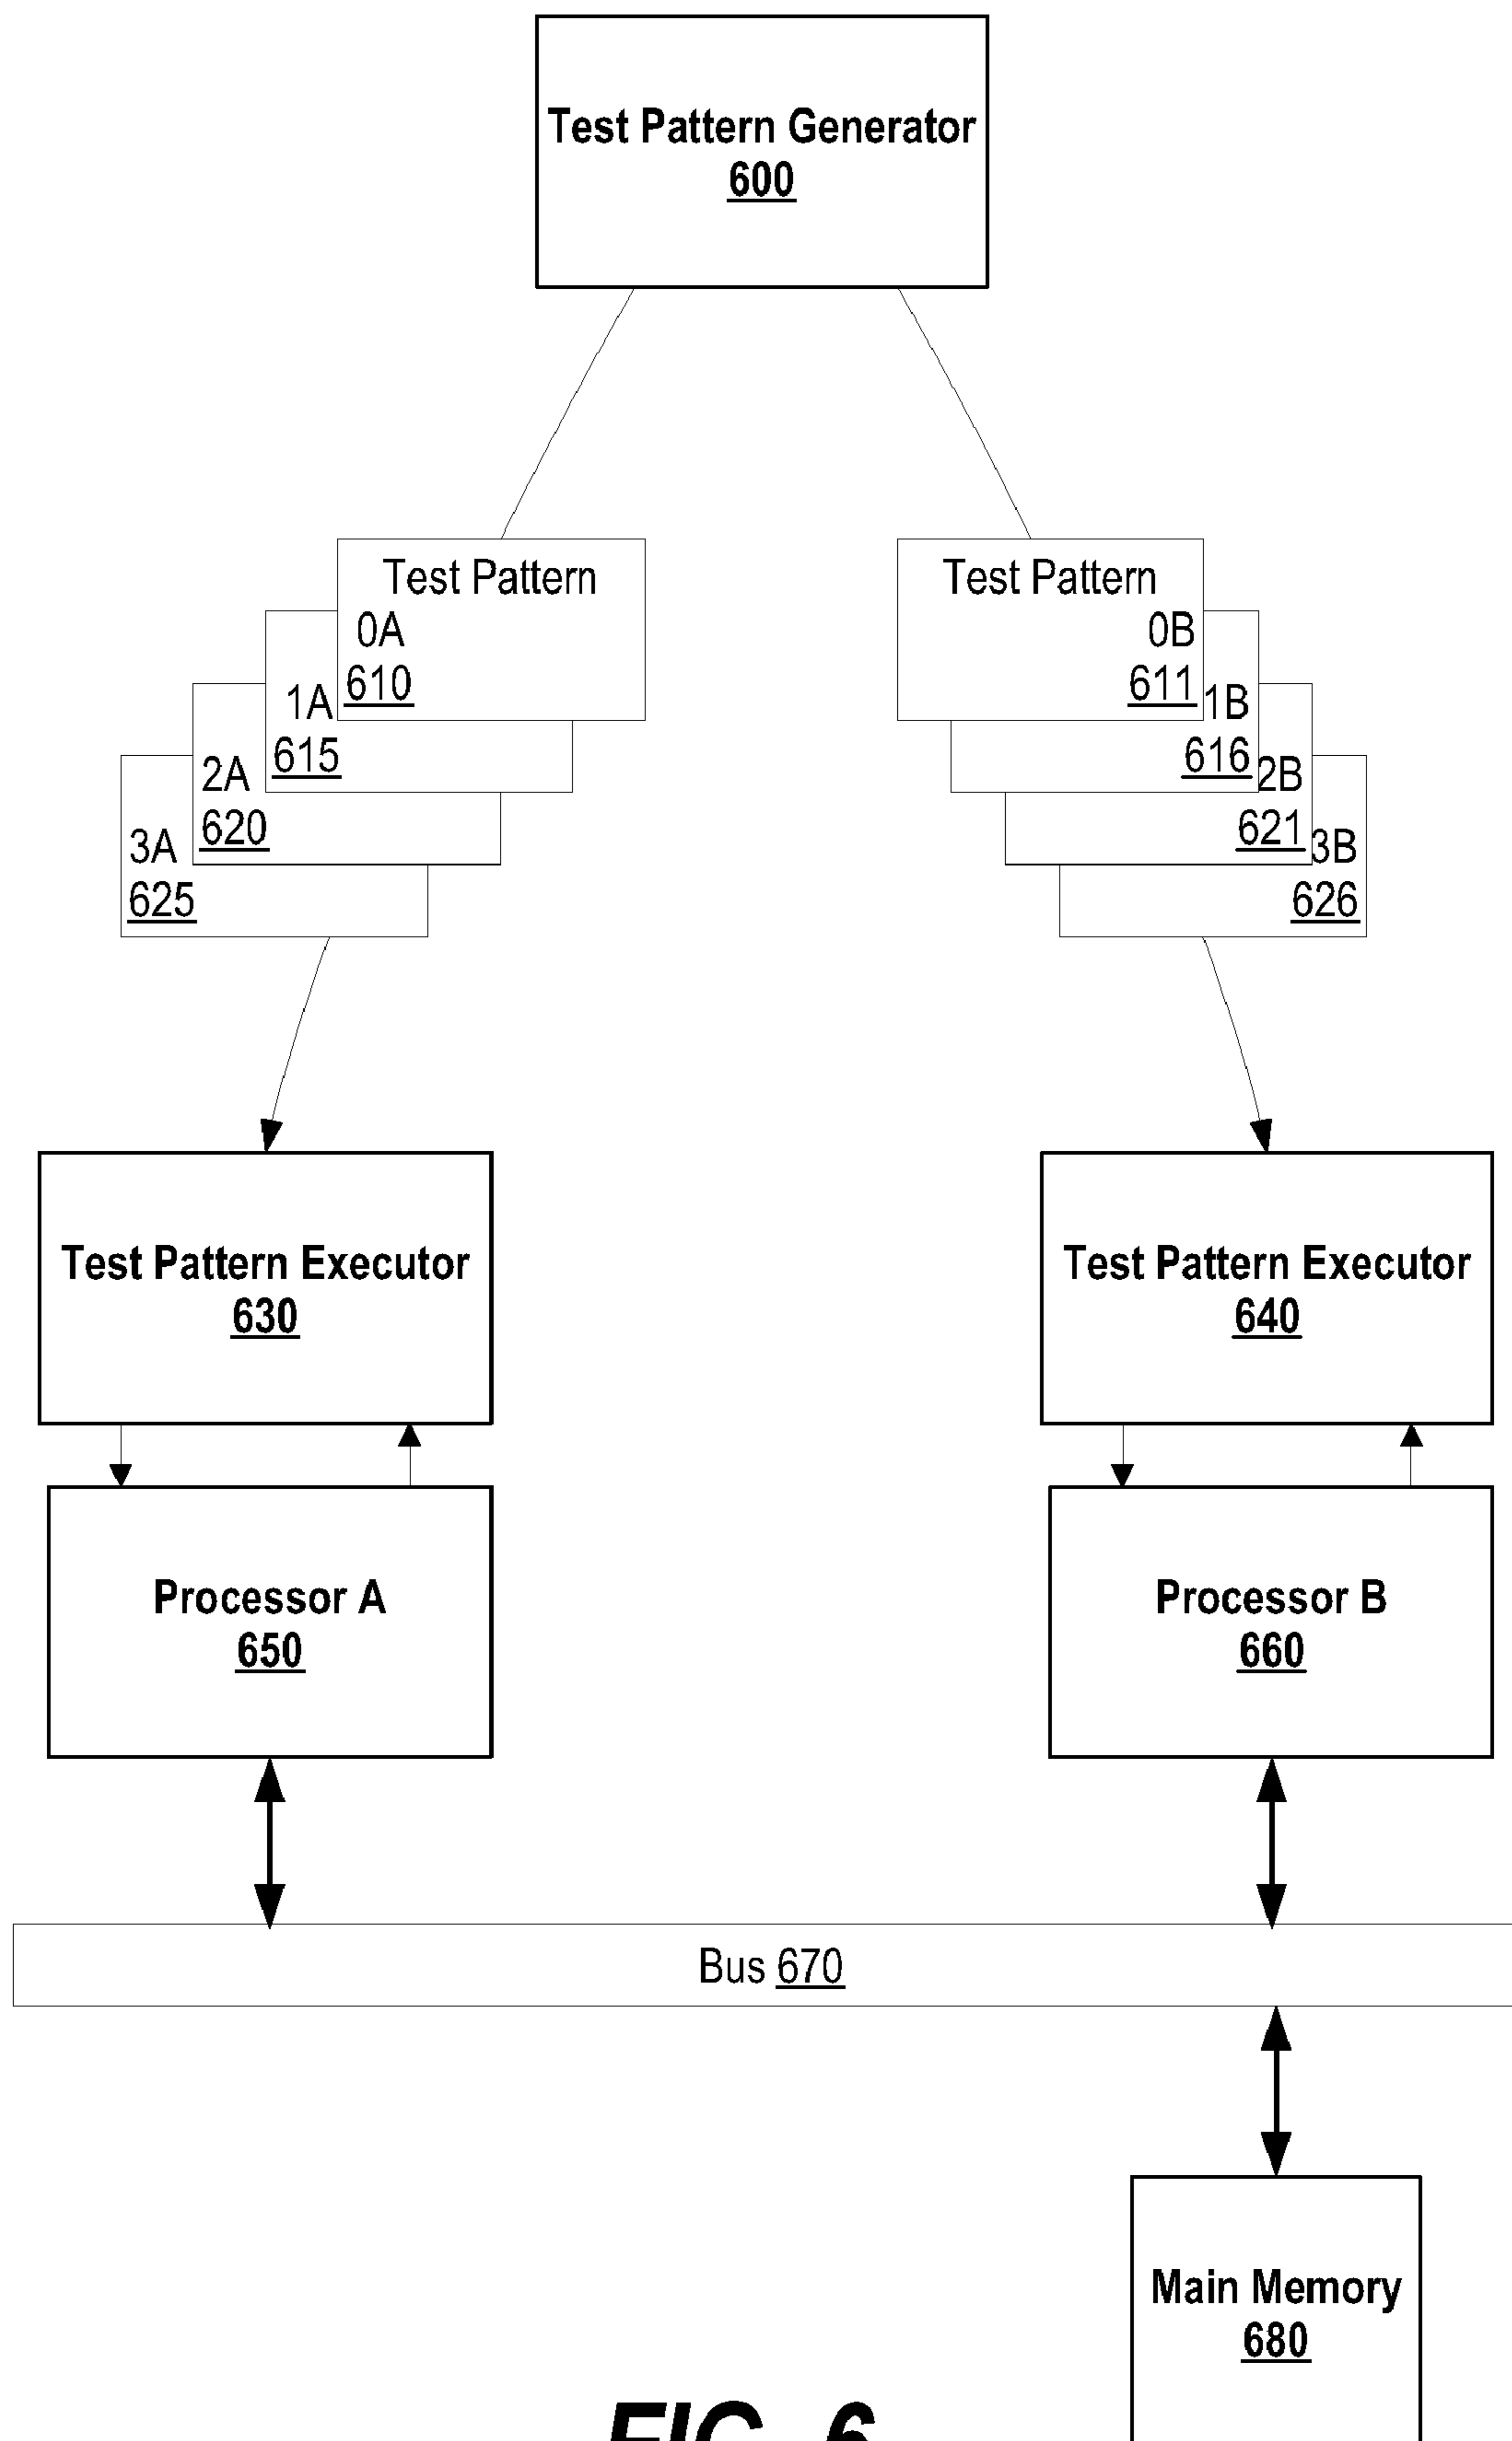 Test Pattern Generator
600
Test Pattern
0A
610
1A
615
2A
620
3A
625
Test Pattern
0B
611
1B
616
2B
621
3B
626
Test Pattern Executor
630
Test Pattern Executor
640
Processor A
650
Processor B
660
Bus 670
Main Memory
680
FIG. 6